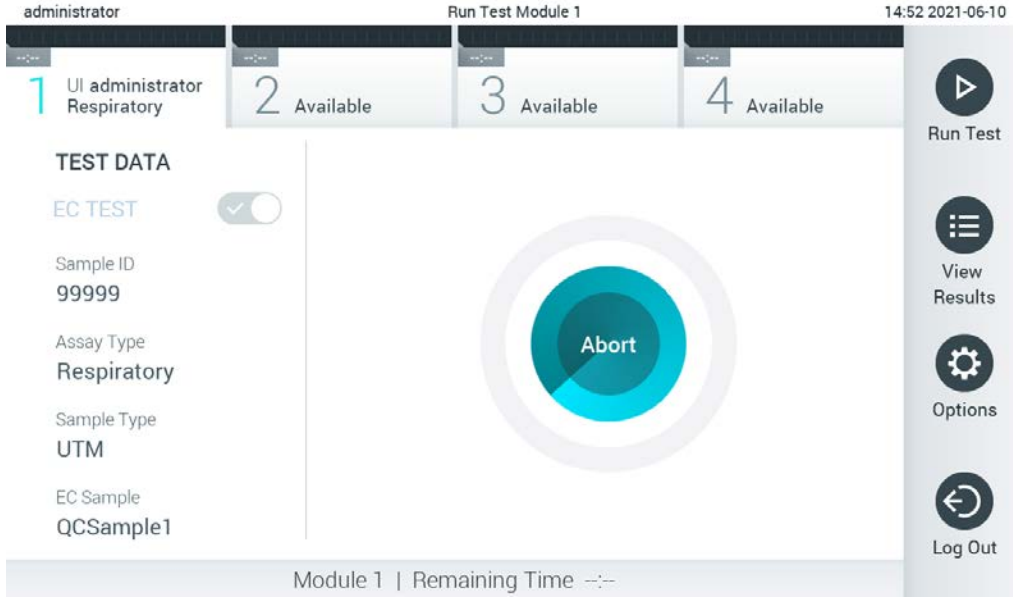 administrator
Run Test Module 1
14:52 2021-06-10
--:--
1
UI administrator
Respiratory
--:--
2
Available
--:--
3
Available
--:--
4
Available
TEST DATA
EC TEST
Sample ID
99999
Assay Type
Respiratory
Sample Type
UTM
EC Sample
QCSample1
Abort
Run Test
View
Results
Options
Log Out
Module 1 | Remaining Time --:--